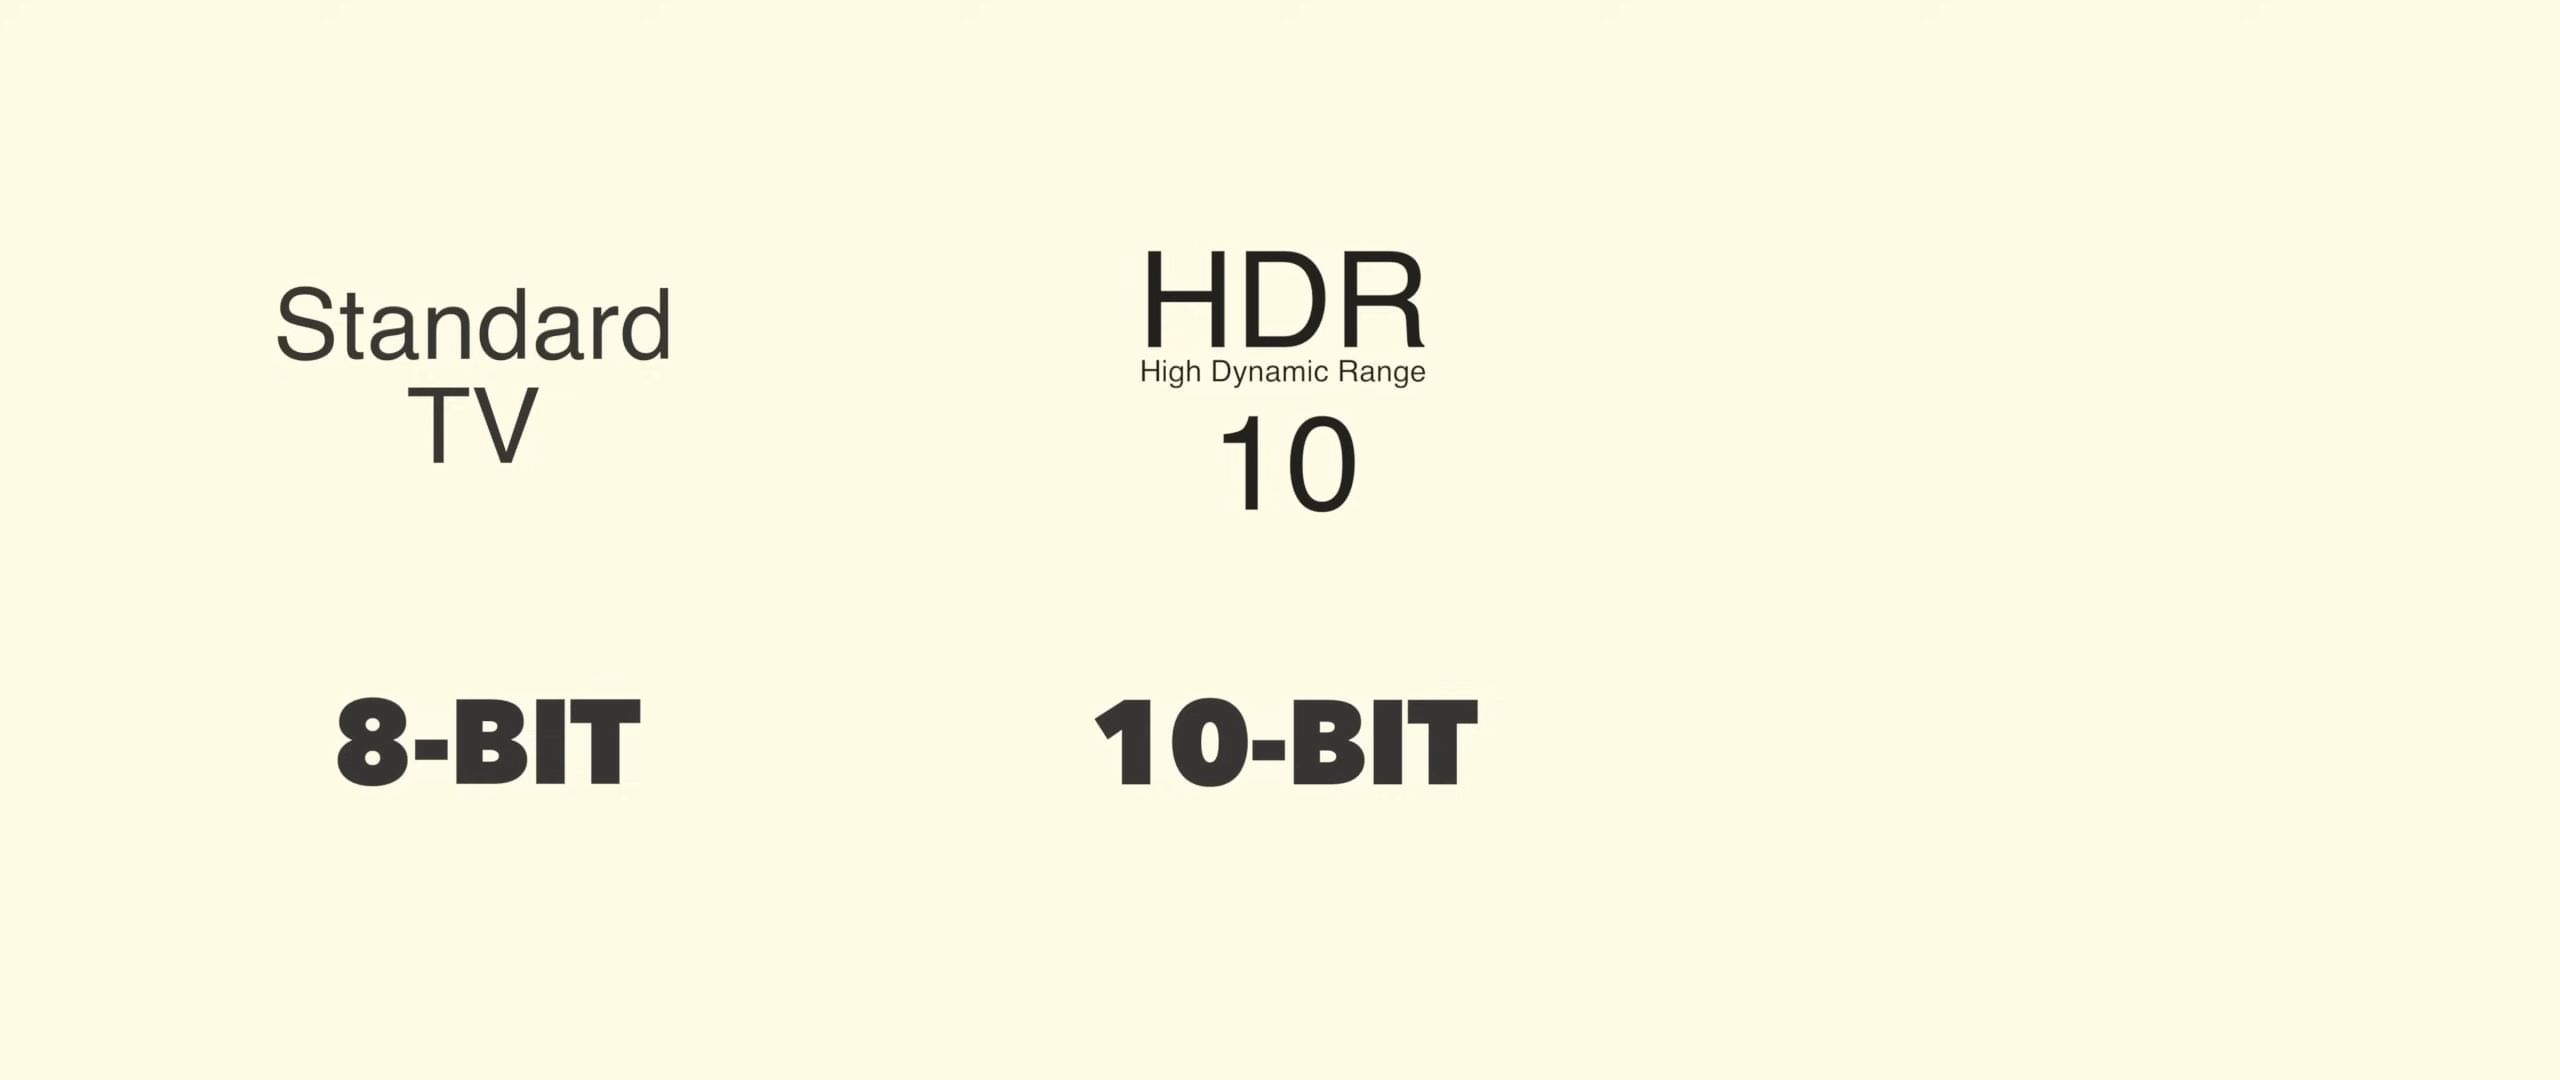 Standard
TV
HDR
High Dynamic Range
10
8-BIT
10-BIT